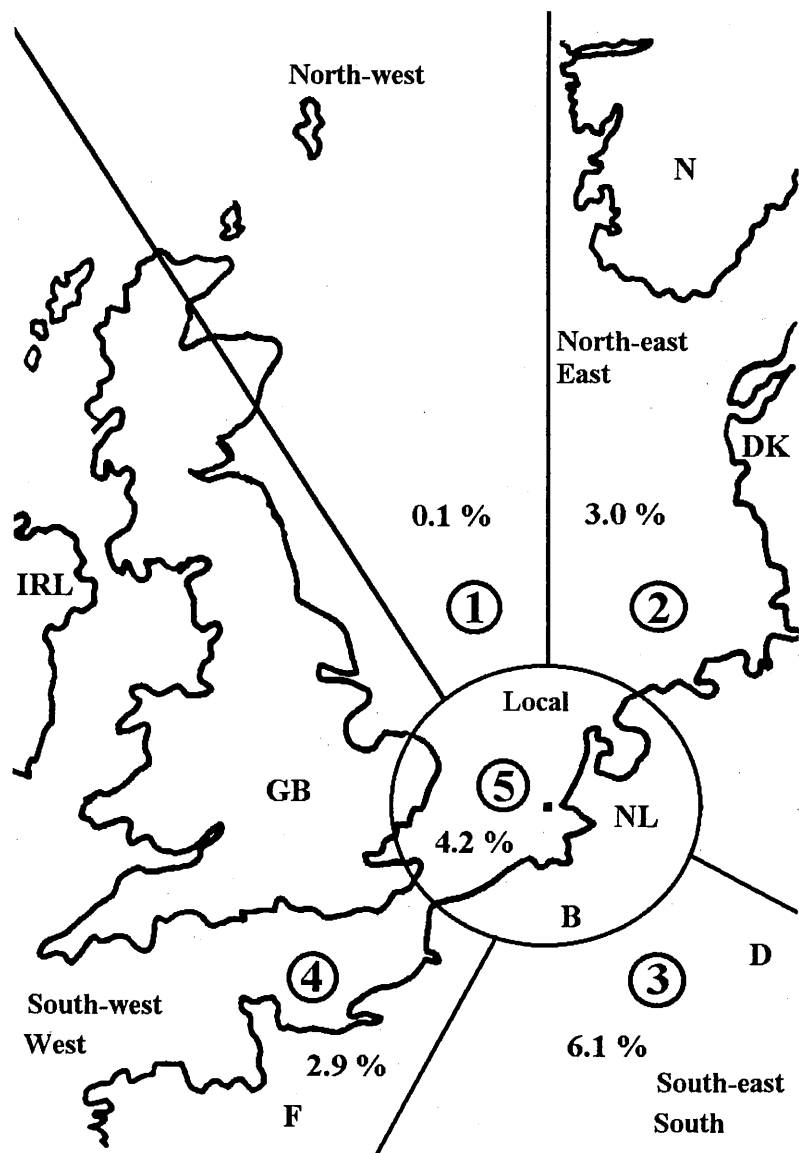 North-west
N
North-east
East
DK
0.1 %
3.0 %
IRL
1
2
Local
GB
5
NL
4.2 %
B
4
3
D
South-west
West
2.9 %
6.1 %
South-east
South
F